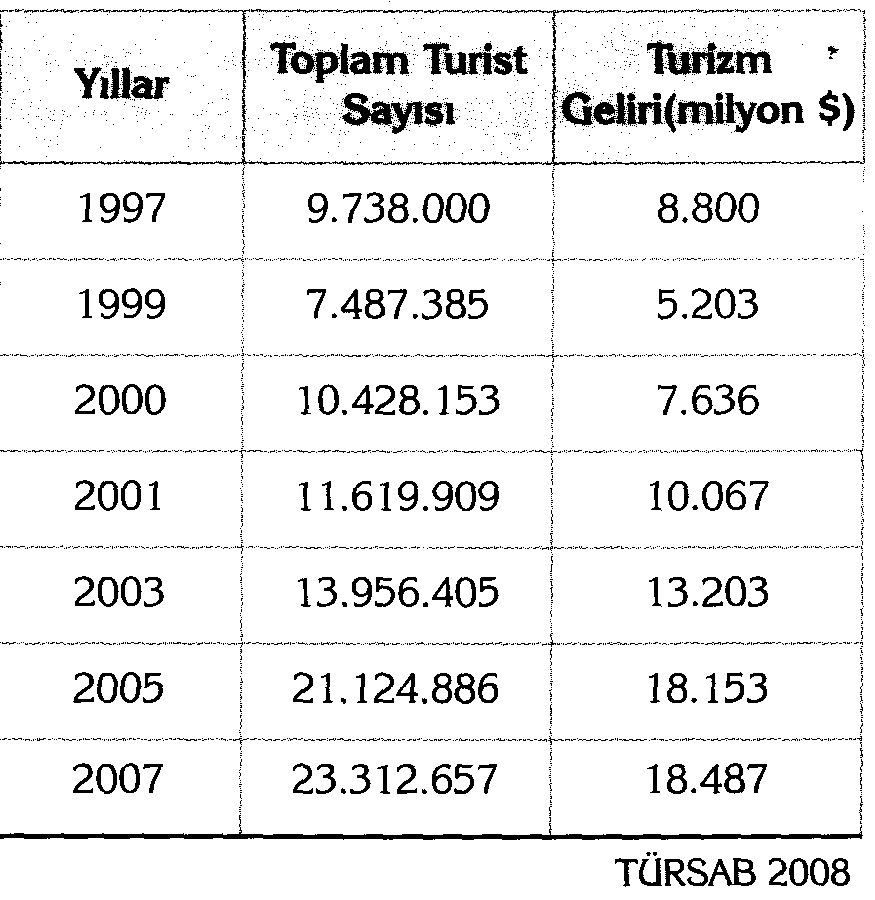 Yıllar
Toplam Turist
Sayısı
Turizm
Geliri(milyon $)
1997 9.738.000 8.800
1999 7.487.385 5.203
2000 10.428.153 7.636
2001 11.619.909 10.067
2003 13.956.405 13.203
2005 21.124.886 18.153
2007 23.312.657 18.487
TÜRSAB 2008